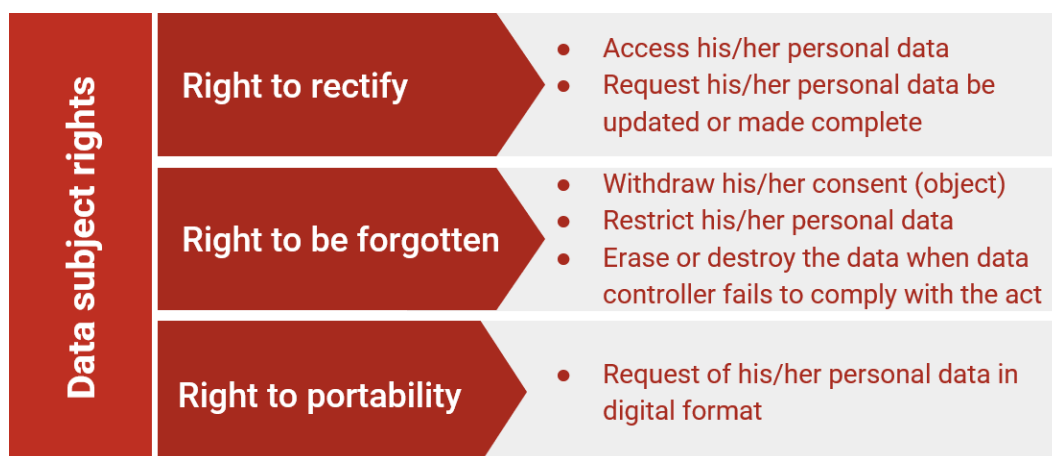 Data subject rights
Right to rectify
● Access his/her personal data
● Request his/her personal data be
updated or made complete
Right to be forgotten
● Withdraw his/her consent (object)
● Restrict his/her personal data
● Erase or destroy the data when data
controller fails to comply with the act
Right to portability
● Request of his/her personal data in
digital format